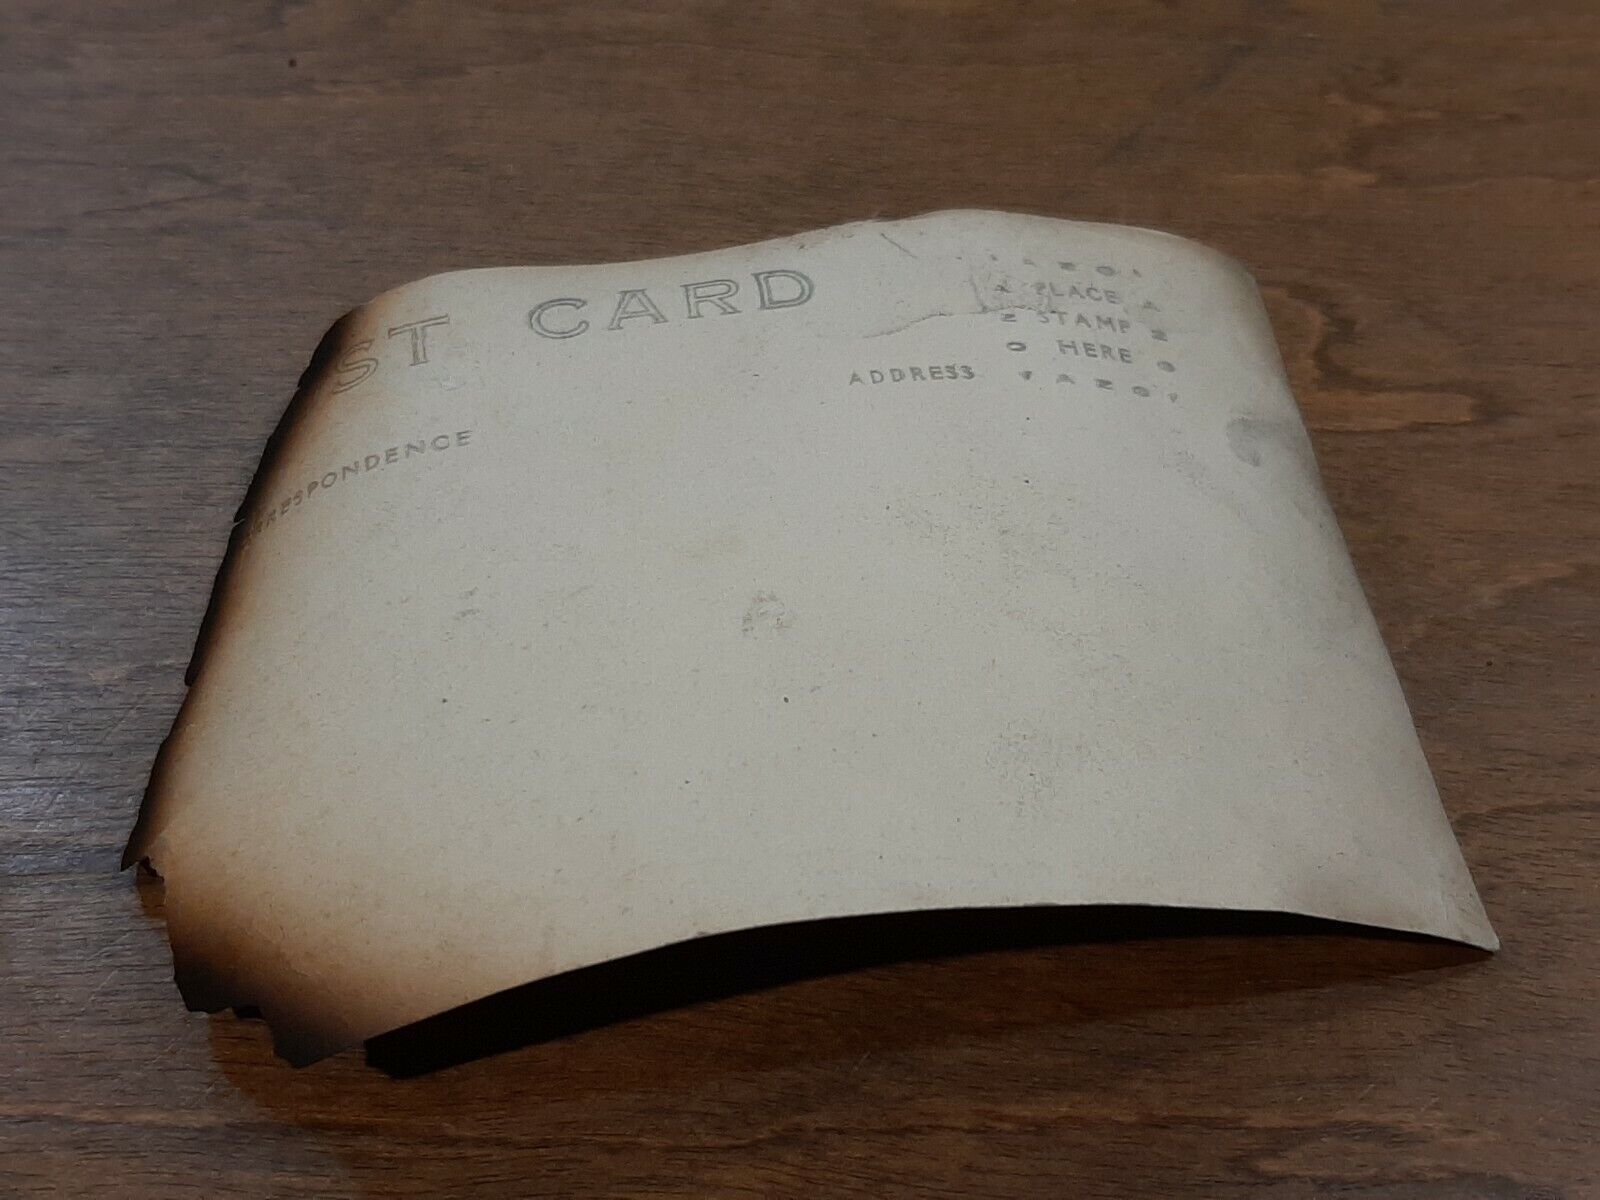 ST CARD
RRESPONDENCE
ADDRESS
PLACE
STAMP
HERE